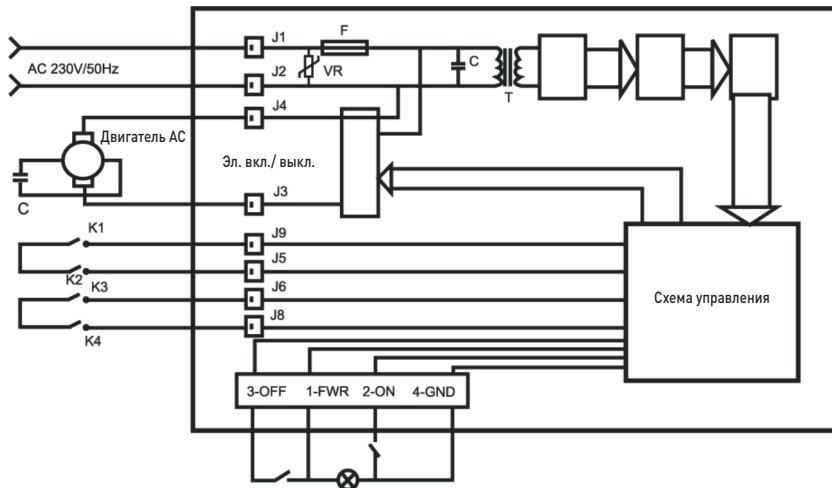 J1
F
AC 230V/50Hz
J2
VR
C
T
J4
Двигатель AC
Эл. вкл./ выкл.
C
J3
K1
J9
K2
J5
K3
J6
Схема управления
K4
J8
3-OFF 1-FWR 2-ON 4-GND